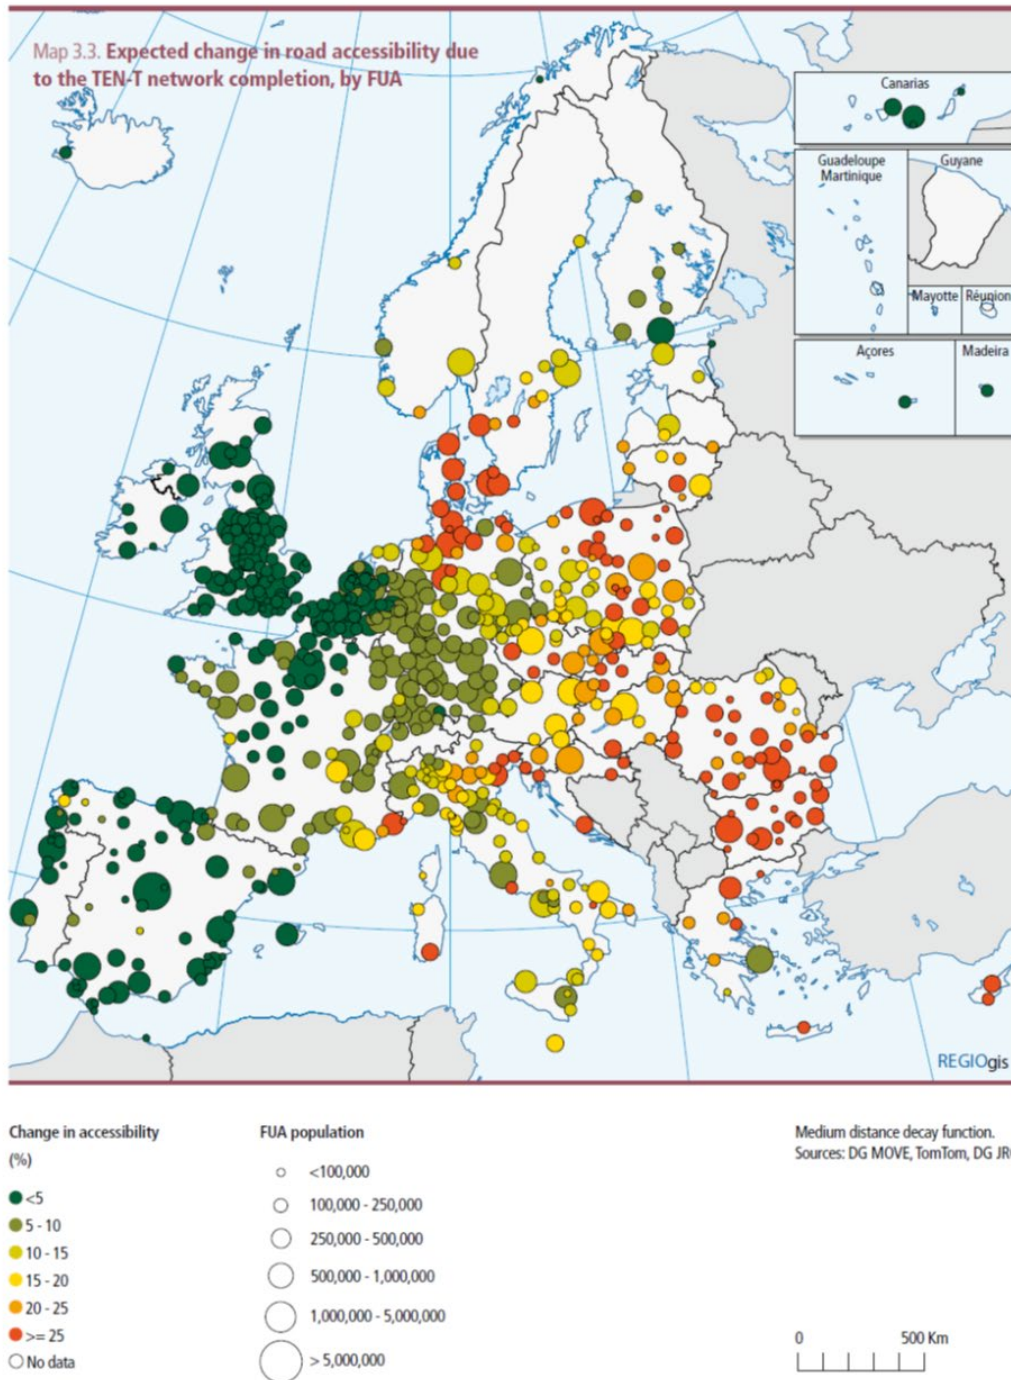 Map 3.3. Expected change in road accessibility due
to the TEN-T network completion, by FUA
Canarias
Guadeloupe
Martinique
Guyane
Mayotte
Réunion
Açores
Madeira
REGIOgis
Change in accessibility
(%)
<5
5 - 10
10 - 15
15 - 20
20 - 25
>= 25
No data
FUA population
<100,000
100,000 - 250,000
250,000 - 500,000
500,000 - 1,000,000
1,000,000 - 5,000,000
> 5,000,000
Medium distance decay function.
Sources: DG MOVE, TomTom, DG
0
500 Km